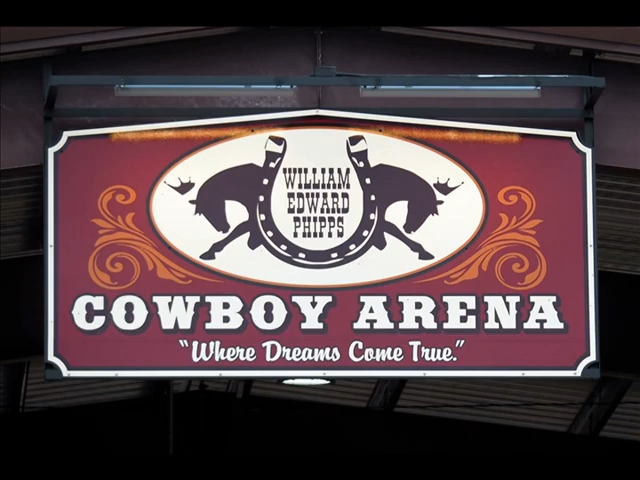 WILLIAM
EDWARD
PHIPPS
COWBOY ARENA
"Where Dreams Come True."